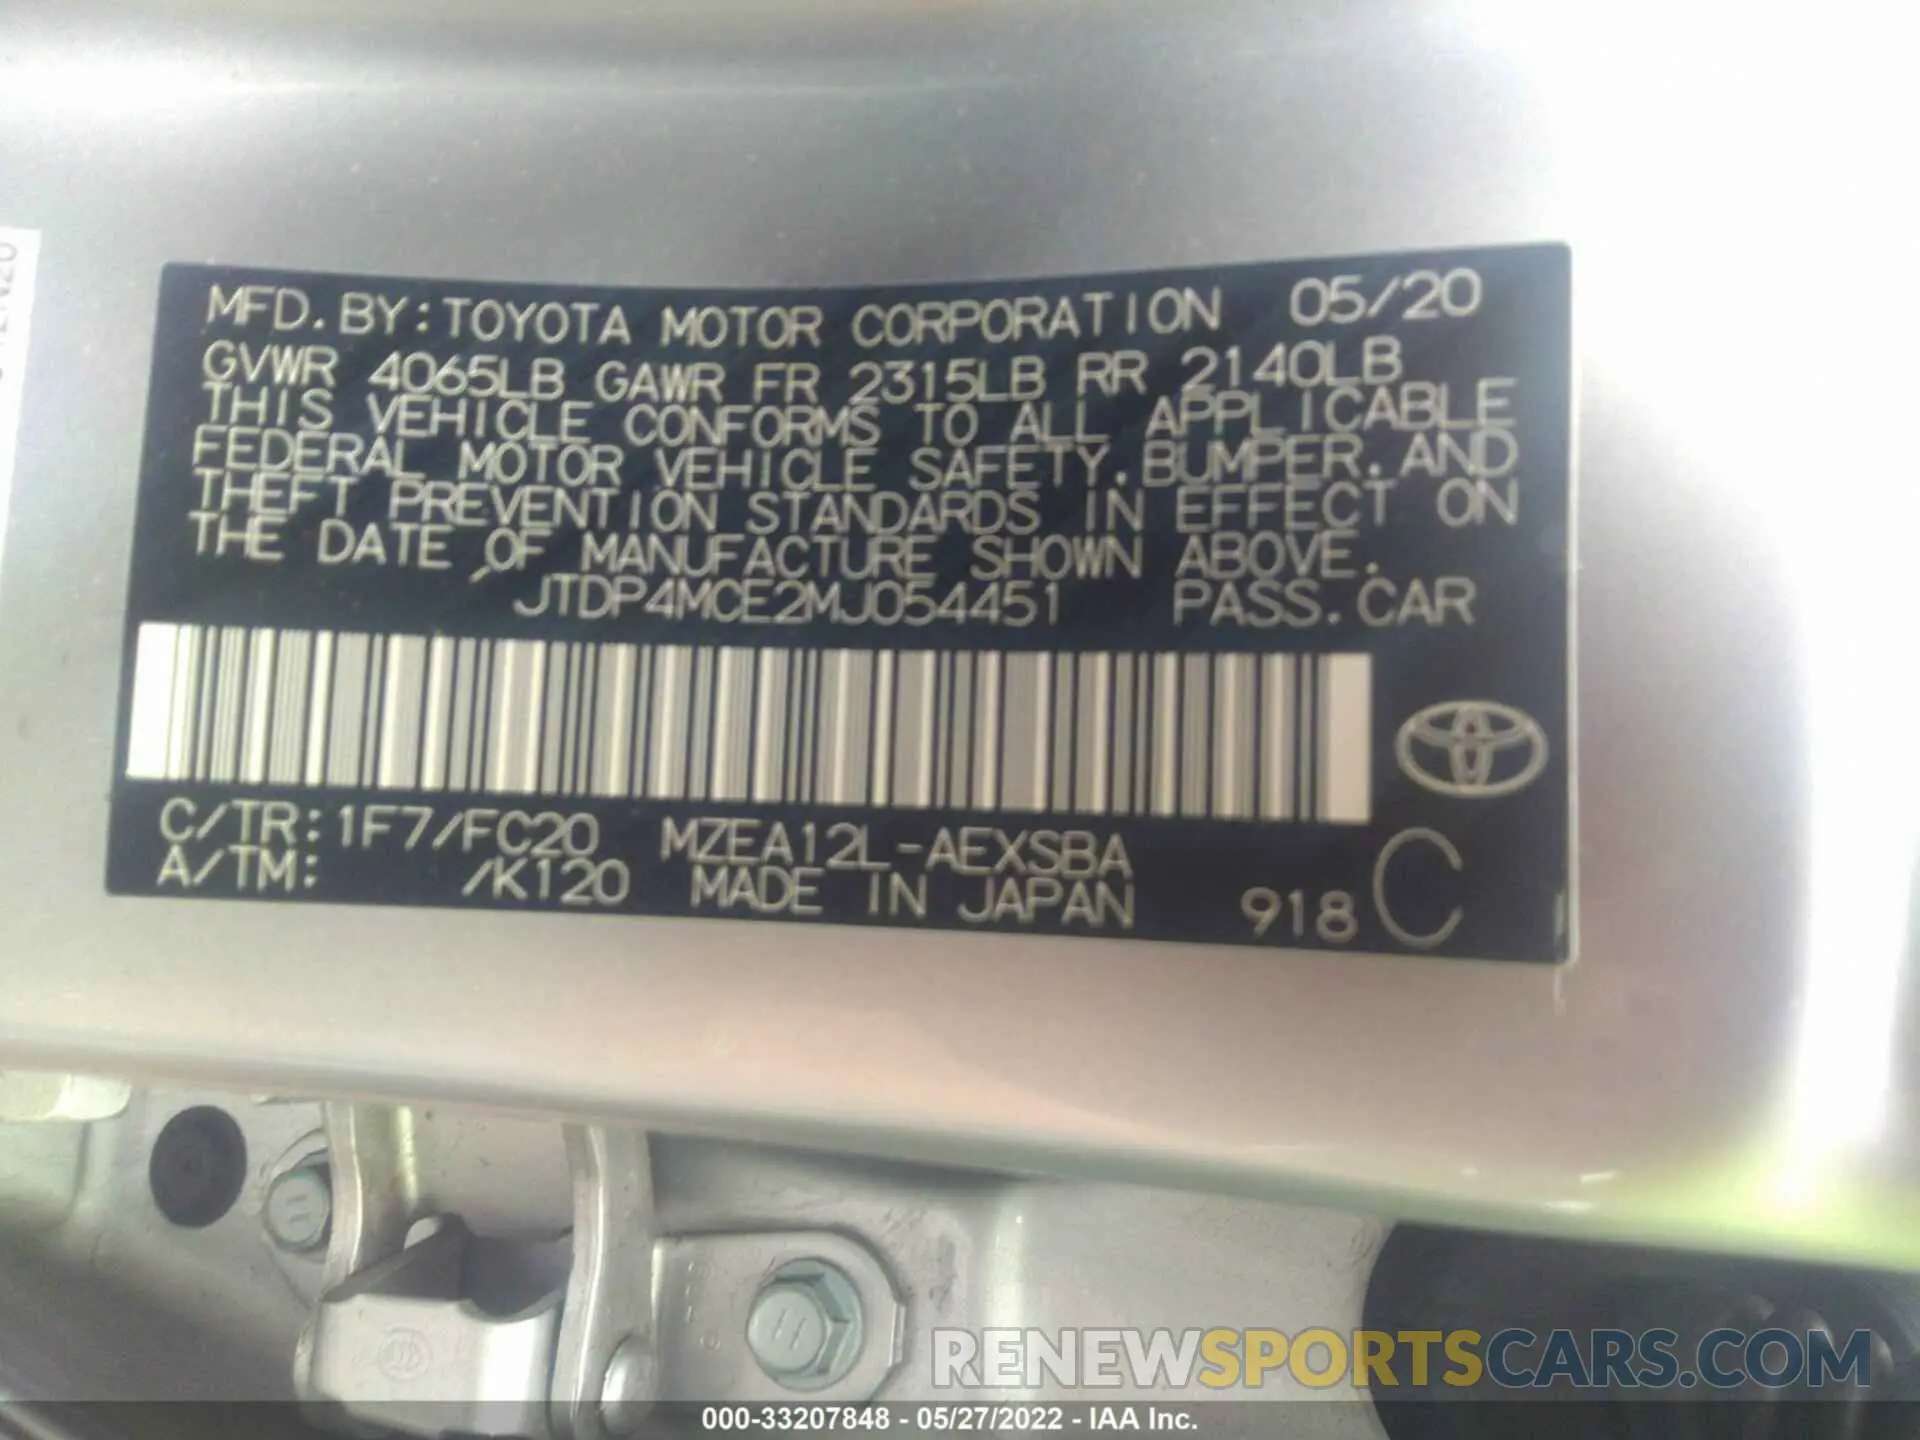 MFD. BY: TOYOTA MOTOR CORPORATION 05/20
GVWR 4065LB GAWR FR 2315LB RR 2140LB
THIS VEHICLE CONFORMS TO ALL APPLICABLE
FEDERAL MOTOR VEHICLE SAFETY, BUMPER, AND
THEFT PREVENTION STANDARDS IN EFFECT ON
THE DATE OF MANUFACTURE SHOWN ABOVE.
JTDP4MCE2MJ054451 PASS. CAR
C/TR: 1F7/FC20 MZEA12L-AEXSBA
A/TM: /K120 MADE IN JAPAN 918 C
RENEWSPORTSCARS.COM
000-33207848 - 05/27/2022 - IAA Inc.